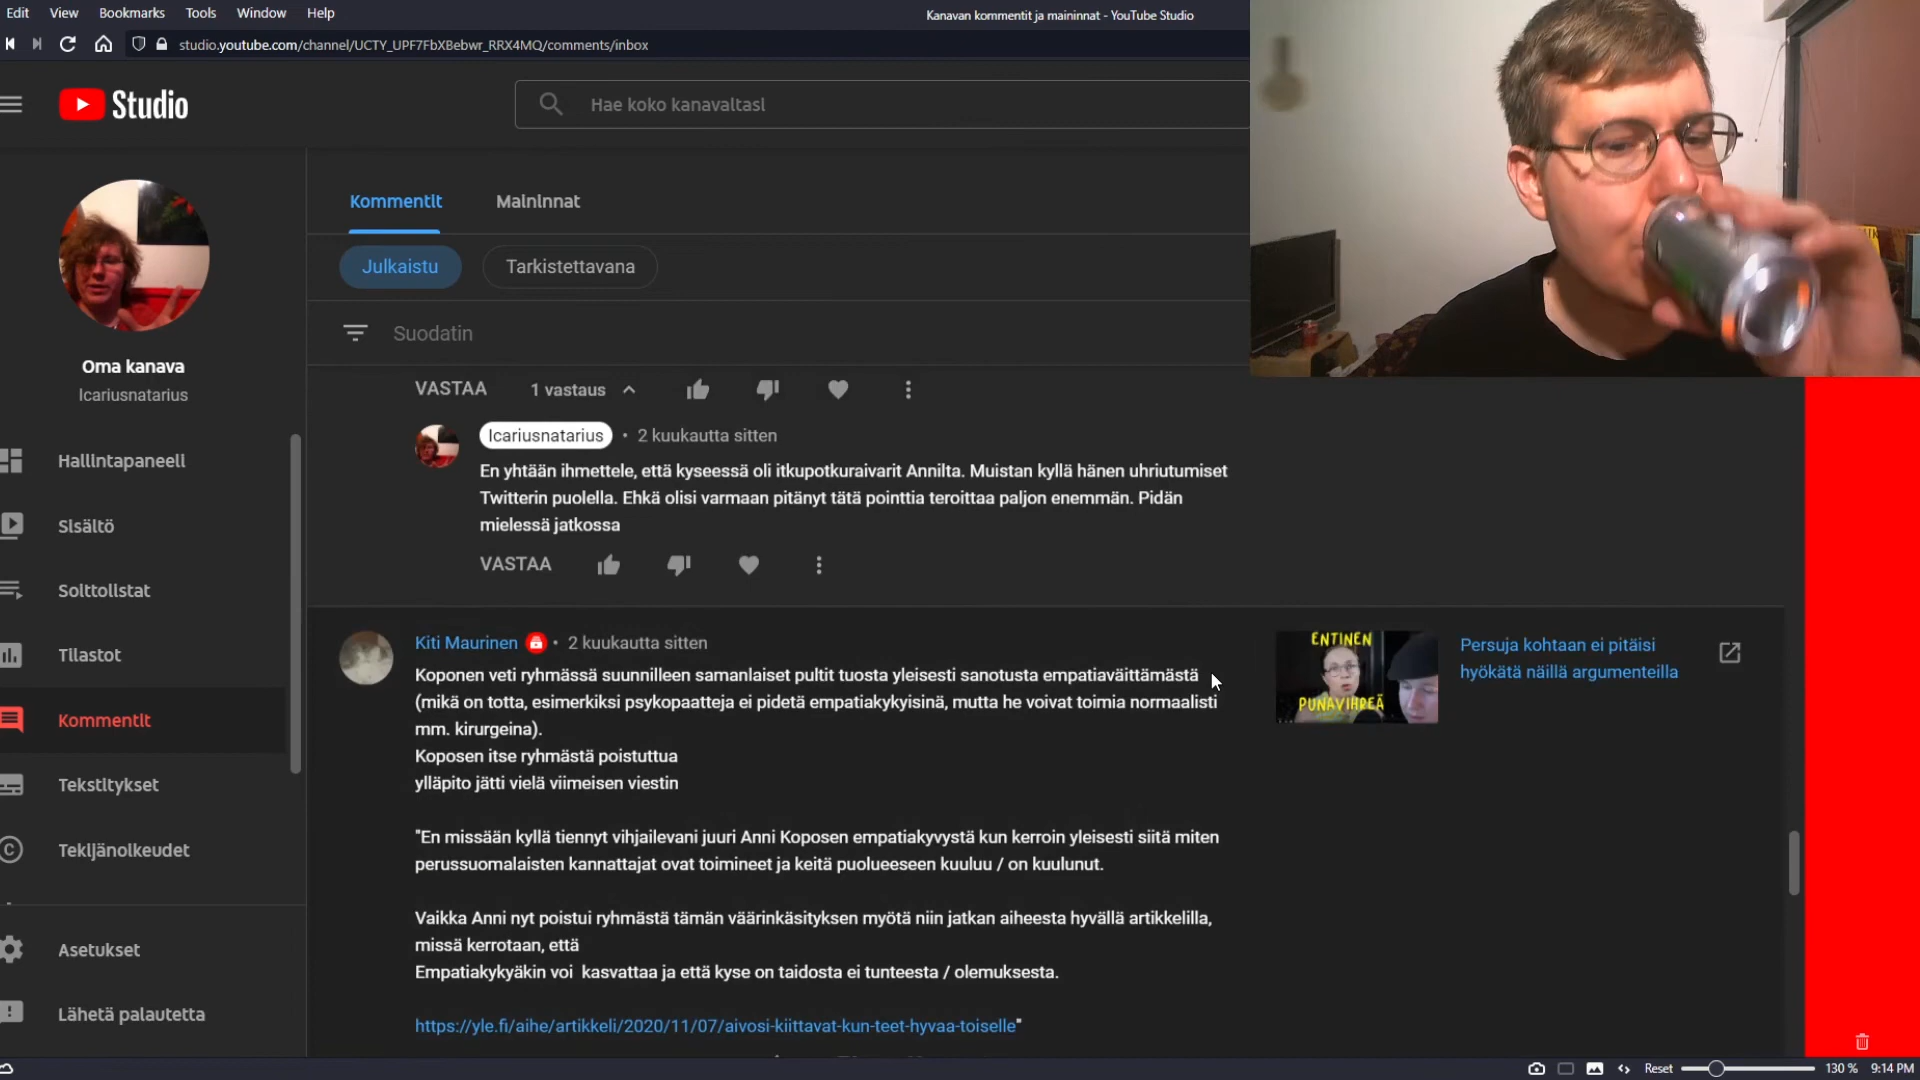 Edit View Bookmarks Tools Window Help
Kanavan kommentit ja maininnat - YouTube Studio
studio.youtube.com/channel/UCTY_UPF7FbXBebwr_RRX4MQ/comments/inbox
Studio
Hae koko kanavaltasi
Kommentit Maininnat
Julkaistu Tarkistettavana
Suodatin
Oma kanava
Icariusnatarius
Hallintapaneeli
Sisältö
Soittolistat
Tilastot
Kommentit
Tekstitykset
Tekijänoikeudet
Asetukset
Lähetä palautetta
VASTAA 1 vastaus
Icariusnatarius • 2 kuukautta sitten
En yhtään ihmettele, että kyseessä oli itkupotkuraivarit Annilta. Muistan kyllä hänen uhriutumiset
Twitterin puolella. Ehkä olisi varmaan pitänyt tätä pointtia teroittaa paljon enemmän. Pidän
mielessä jatkossa
VASTAA
Kiti Maurinen • 2 kuukautta sitten
Koponen veti ryhmässä suunnilleen samanlaiset pultit tuosta yleisesti sanotusta empatiaväittämästä
(mikä on totta, esimerkiksi psykopaatteja ei pidetä empatiakykyisinä, mutta he voivat toimia normaalisti
mm. kirurgeina).
Koposen itse ryhmästä poistuttua
ylläpito jätti vielä viimeisen viestin
"En missään kyllä tiennyt vihjailevani juuri Anni Koposen empatiakyvystä kun kerroin yleisesti siitä miten
perussuomalaisten kannattajat ovat toimineet ja keitä puolueeseen kuuluu / on kuulunut.
Vaikka Anni nyt poistui ryhmästä tämän väärinkäsityksen myötä niin jatkan aiheesta hyvällä artikkelilla,
missä kerrotaan, että
Empatiakykyäkin voi kasvattaa ja että kyse on taidosta ei tunteesta / olemuksesta.
https://yle.fi/aihe/artikkeli/2020/11/07/aivosi-kiittavat-kun-teet-hyvaa-toiselle"
ENTINEN
PUNAVIHREÄ
Persuja kohtaan ei pitäisi
hyökätä näillä argumenteilla
Reset 130 % 9:14 PM